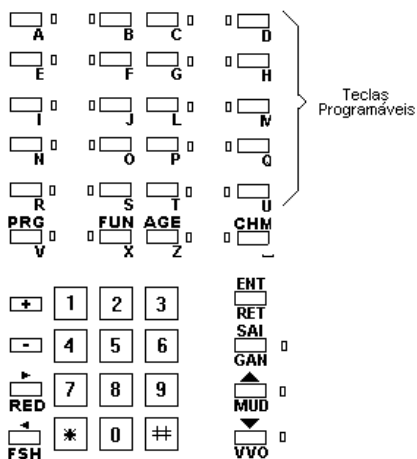 A B C D
E F G H
Teclas
Programáveis
I J L M
N O P Q
R S T U
PRG FUN AGE CHM
V X Z
ENT
+ 1 2 3
RET
SAI
- 4 5 6
GAN
7 8 9
RED MUD
* 0 #
FSH VVO